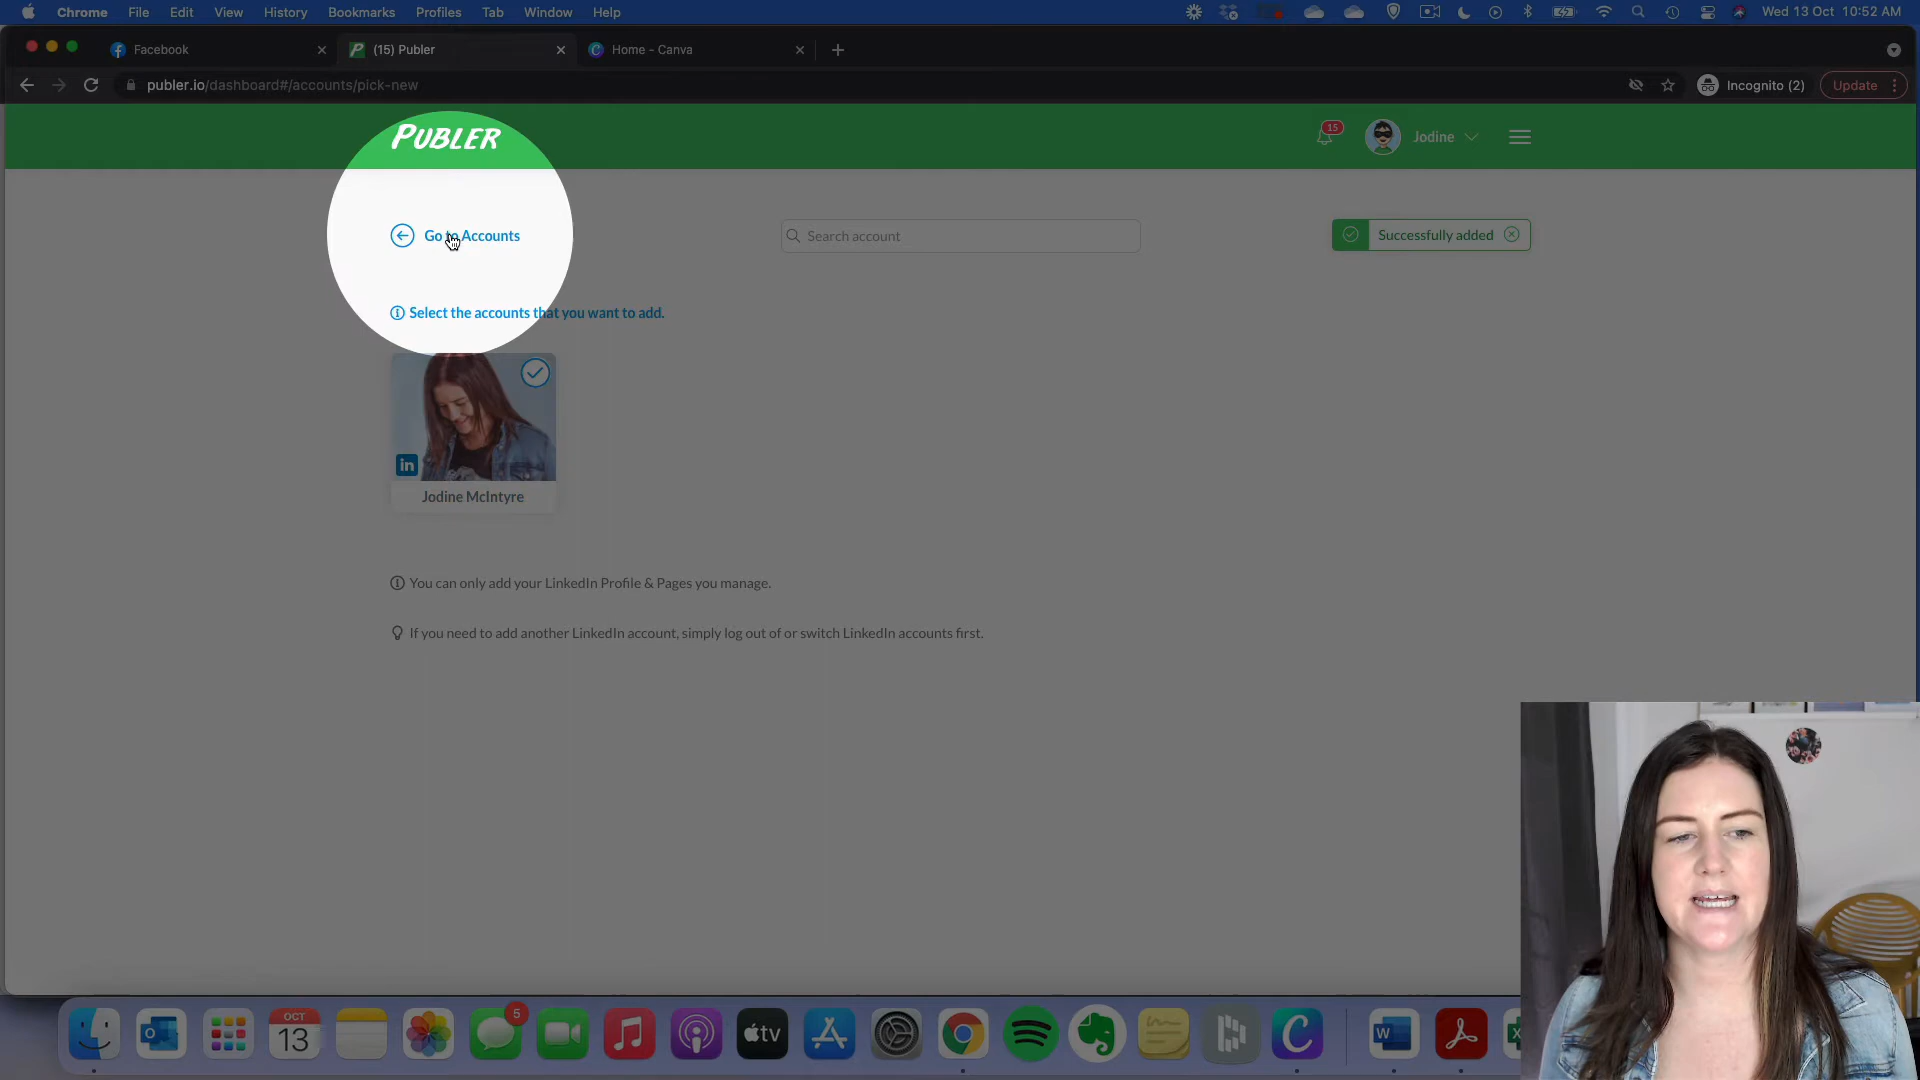 Chrome File Edit View History Bookmarks Profiles Tab Window Help Wed 13 Oct 10:52 AM
Facebook (15) Publer Home - Canva
publer.io/dashboard#/accounts/pick-new Incognito (2) Update
PUBLER 15 Jodine
Go to Accounts Search account Successfully added
Select the accounts that you want to add.
in
Jodine McIntyre
You can only add your LinkedIn Profile & Pages you manage.
If you need to add another LinkedIn account, simply log out of or switch LinkedIn accounts first.
OCT 5
13 tv W